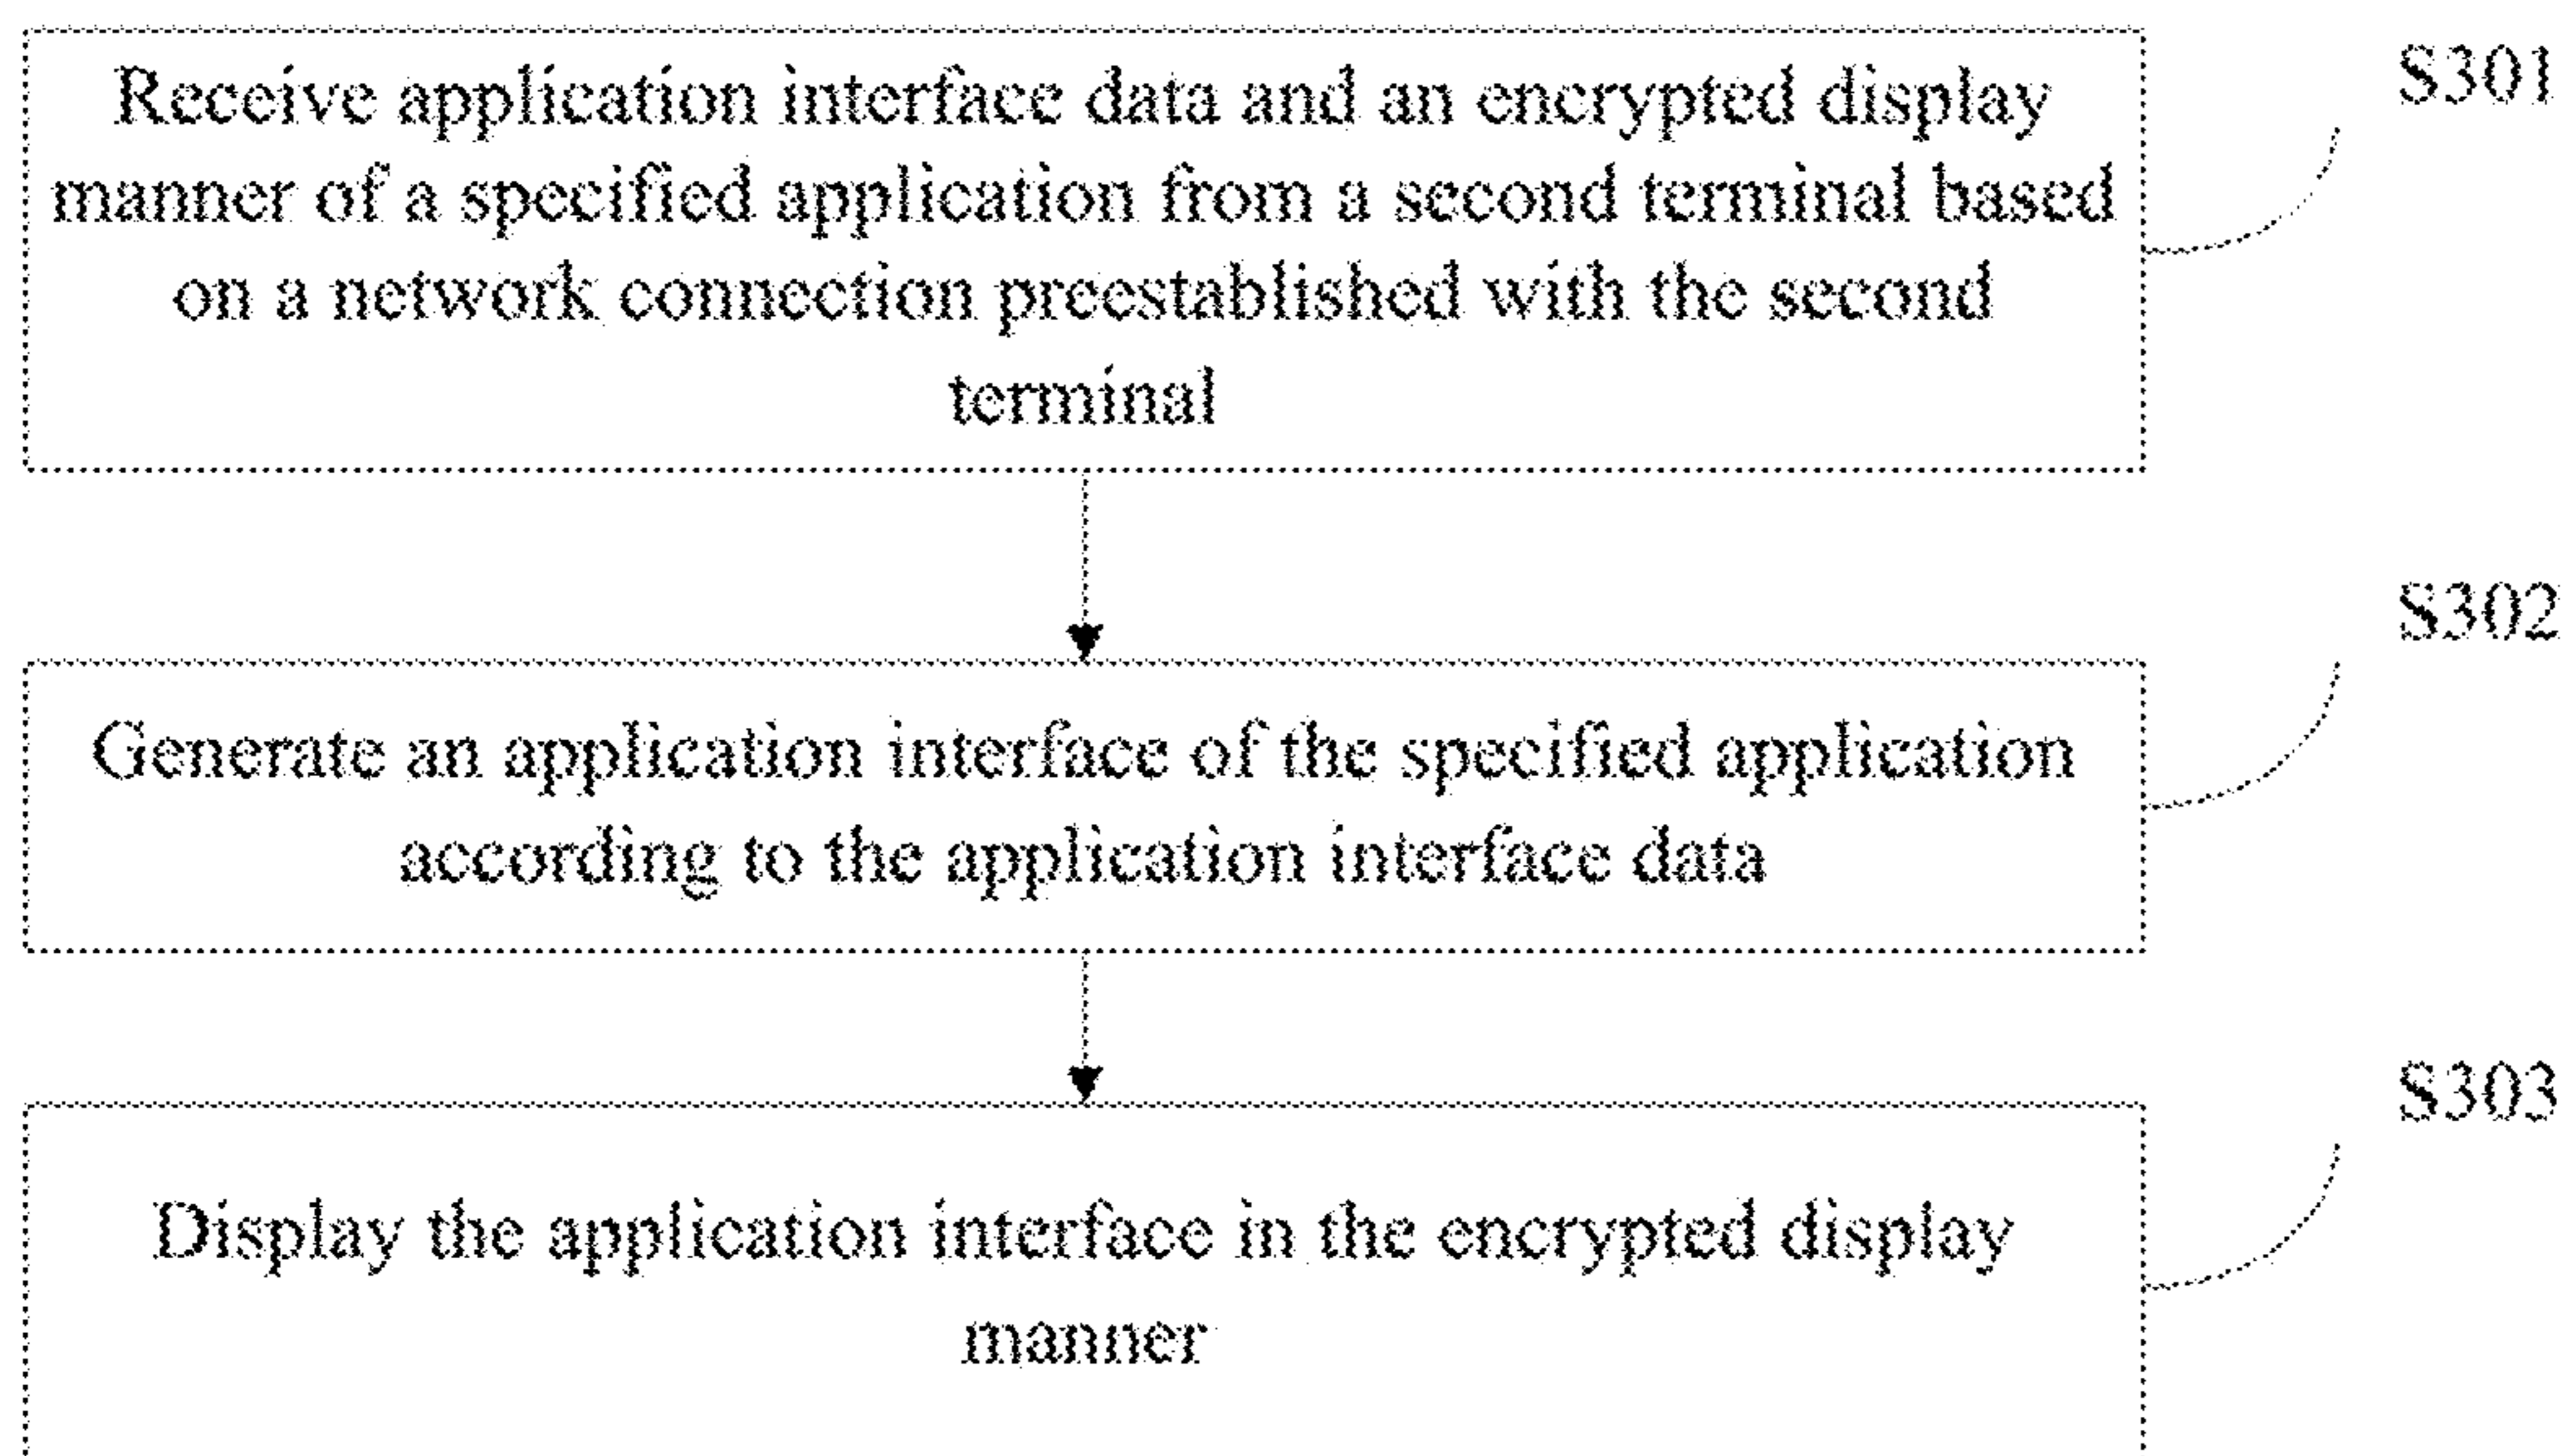 Receive application interface data and an encrypted display
manner of a specified application from a second terminal based
on a network connection preestablished with the second
terminal
S301
Generate an application interface of the specified application
according to the application interface data
S302
Display the application interface in the encrypted display
manner
S303